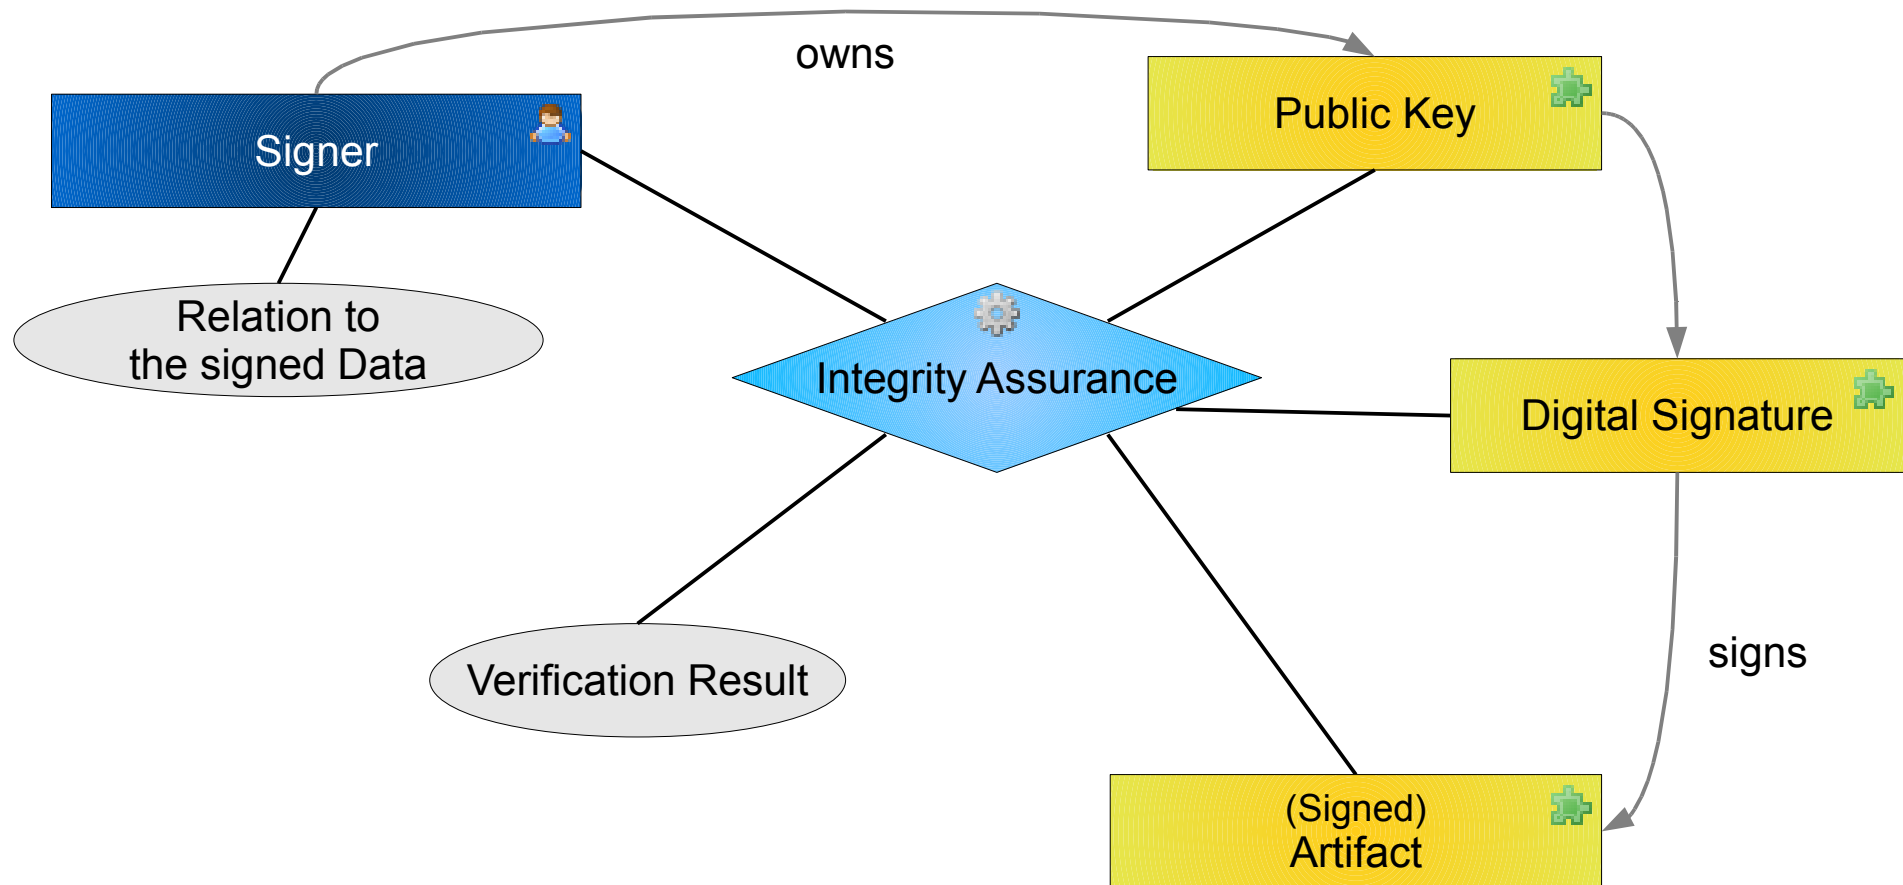 owns
Public Key
Signer
Relation to
the signed Data
Integrity Assurance
Digital Signature
signs
Verification Result
(Signed)
Artifact